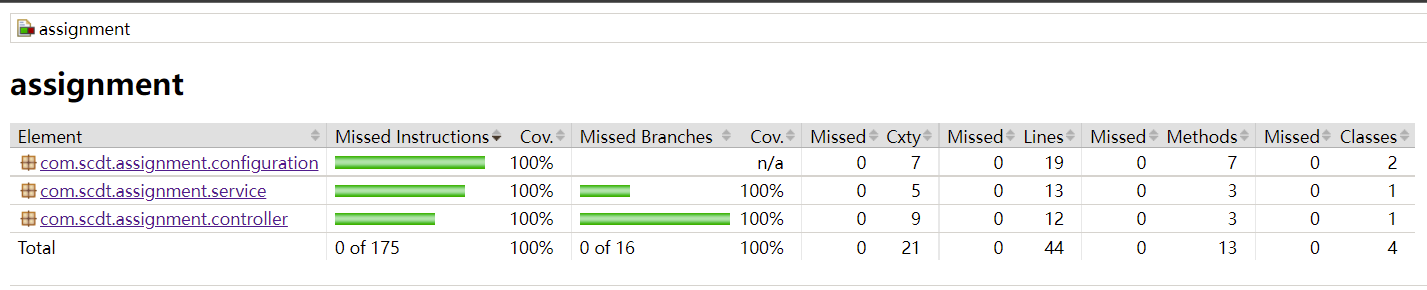 assignment
assignment
Element Missed Instructions Cov. Missed Branches Cov. Missed Cxty Missed Lines Missed Methods Missed Classes
com.scdt.assignment.configuration 100% n/a 0 7 0 19 0 7 0 2
com.scdt.assignment.service 100% 100% 0 5 0 13 0 3 0 1
com.scdt.assignment.controller 100% 100% 0 9 0 12 0 3 0 1
Total 0 of 175 100% 0 of 16 100% 0 21 0 44 0 13 0 4